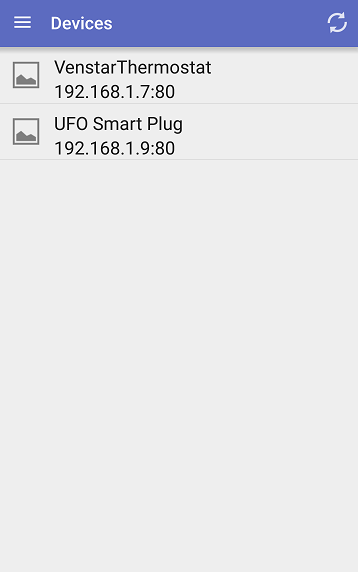 Devices
VenstarThermostat
192.168.1.7:80
UFO Smart Plug
192.168.1.9:80